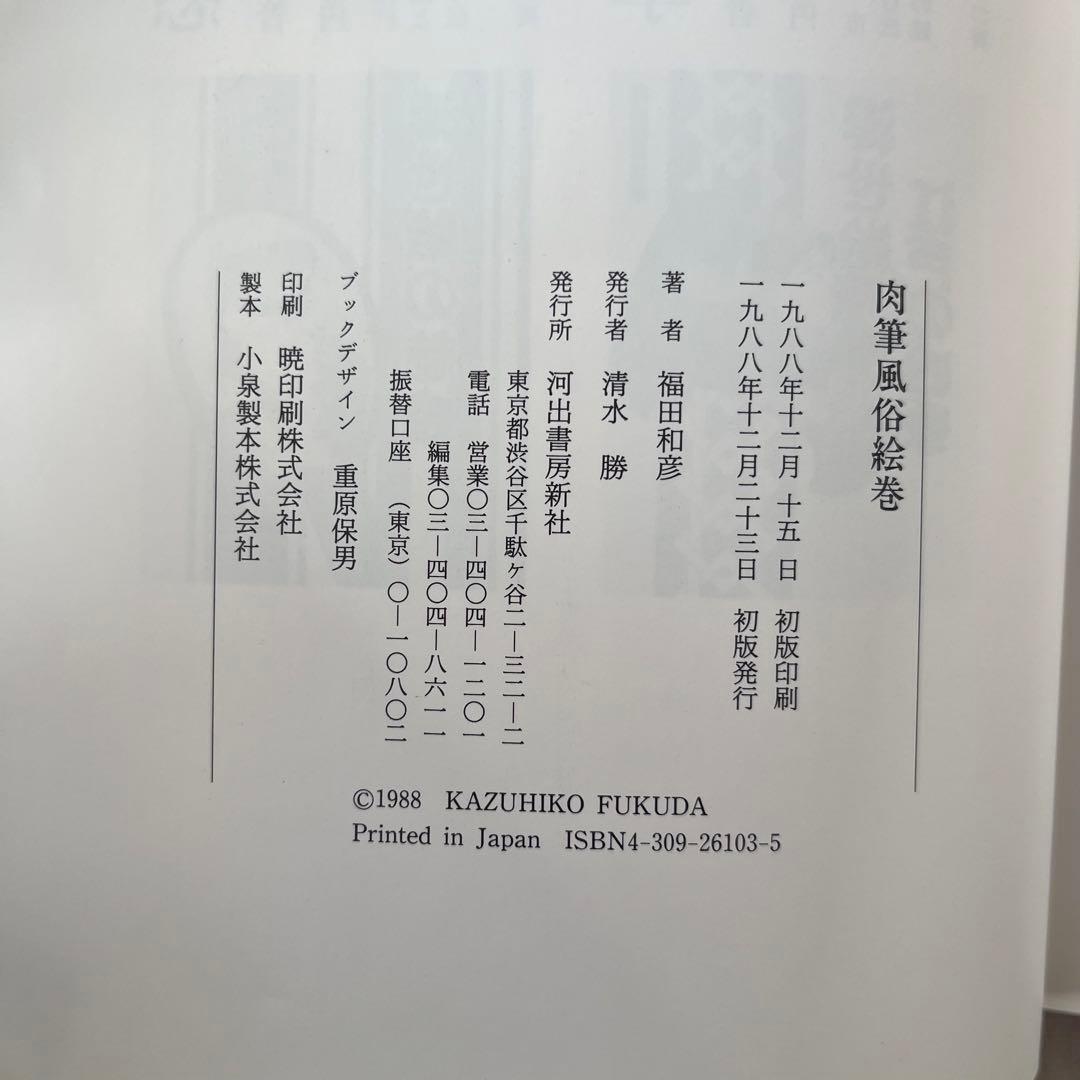 肉筆風俗絵巻
一九八八年十二月 十五 日 初版印刷
一九八八年十二月二十三日 初版発行
著 者 福田和彦
発行者 清水 勝
発行所 河出書房新社
東京都渋谷区千駄ヶ谷二―三二―二
電話 営業〇三―四〇四―一二〇一
編集〇三―四〇四―八六一一
振替口座 (東京)〇―一〇八〇二
ブックデザイン 重原保男
印刷 暁印刷株式会社
製本 小泉製本株式会社
©1988 KAZUHIKO FUKUDA
Printed in Japan ISBN4-309-26103-5